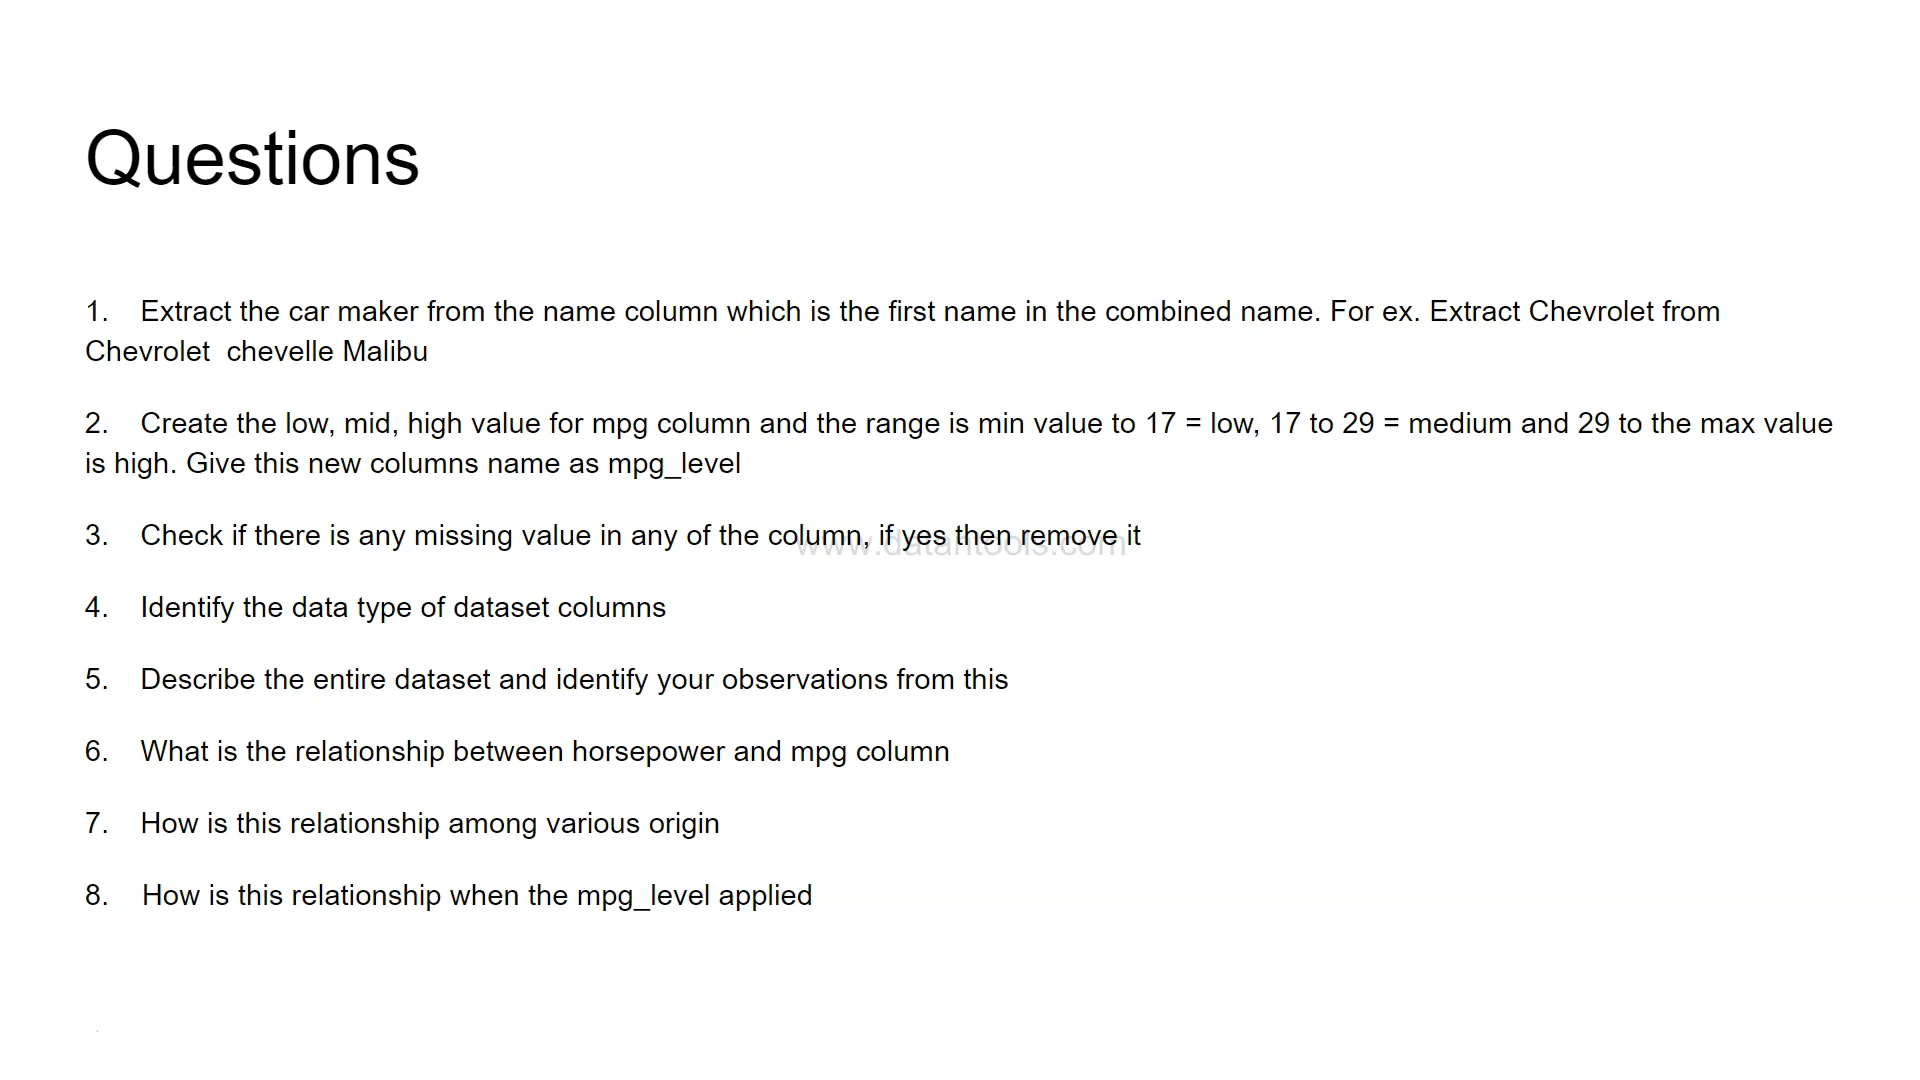 Questions
1. Extract the car maker from the name column which is the first name in the combined name. For ex. Extract Chevrolet from
Chevrolet  chevelle Malibu
2. Create the low, mid, high value for mpg column and the range is min value to 17 = low, 17 to 29 = medium and 29 to the max value
is high. Give this new columns name as mpg_level
3. Check if there is any missing value in any of the column, if yes then remove it
www.datantools.com
4. Identify the data type of dataset columns
5. Describe the entire dataset and identify your observations from this
6. What is the relationship between horsepower and mpg column
7. How is this relationship among various origin
8. How is this relationship when the mpg_level applied